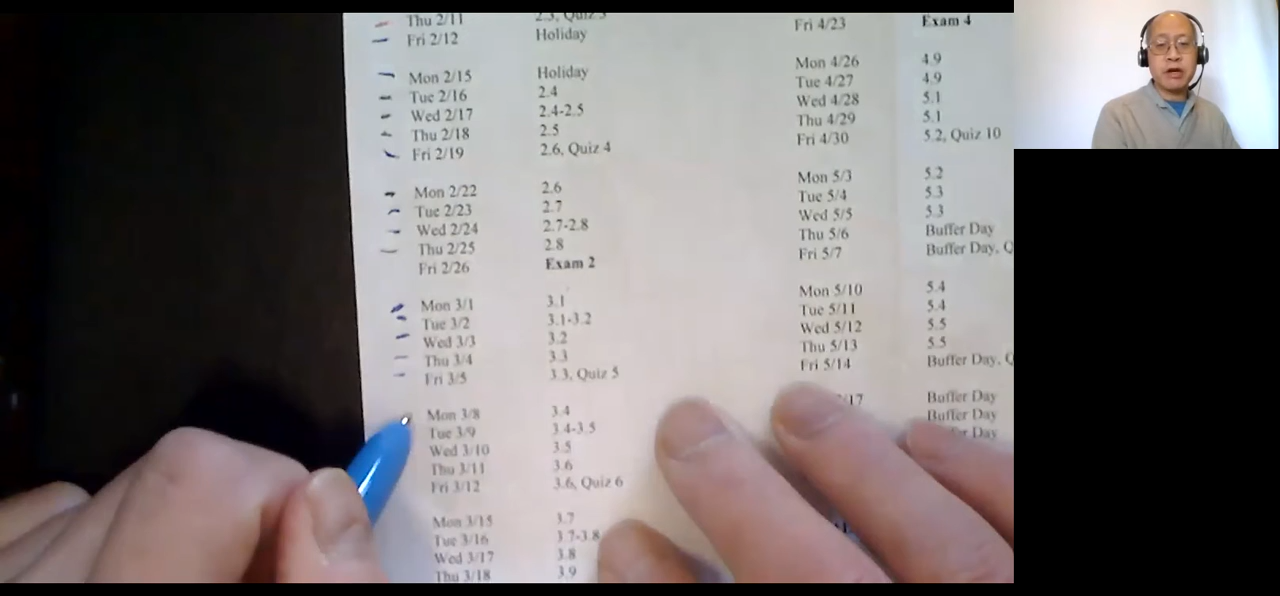 Thu 2/11 2.3, Quiz 3
Fri 2/12 Holiday
Mon 2/15 Holiday
Tue 2/16 2.4
Wed 2/17 2.4-2.5
Thu 2/18 2.5
Fri 2/19 2.6, Quiz 4
Mon 2/22 2.6
Tue 2/23 2.7
Wed 2/24 2.7-2.8
Thu 2/25 2.8
Fri 2/26 Exam 2
Mon 3/1 3.1
Tue 3/2 3.1-3.2
Wed 3/3 3.2
Thu 3/4 3.3
Fri 3/5 3.3, Quiz 5
Mon 3/8 3.4
Tue 3/9 3.4-3.5
Wed 3/10 3.5
Thu 3/11 3.6
Fri 3/12 3.6, Quiz 6
Mon 3/15 3.7
Tue 3/16 3.7-3.8
Wed 3/17 3.8
Thu 3/18 3.9
Fri 4/23 Exam 4
Mon 4/26 4.9
Tue 4/27 4.9
Wed 4/28 5.1
Thu 4/29 5.1
Fri 4/30 5.2, Quiz 10
Mon 5/3 5.2
Tue 5/4 5.3
Wed 5/5 5.3
Thu 5/6 Buffer Day
Fri 5/7 Buffer Day, Q
Mon 5/10 5.4
Tue 5/11 5.4
Wed 5/12 5.5
Thu 5/13 5.5
Fri 5/14 Buffer Day, Q
/17 Buffer Day
Buffer Day
Day